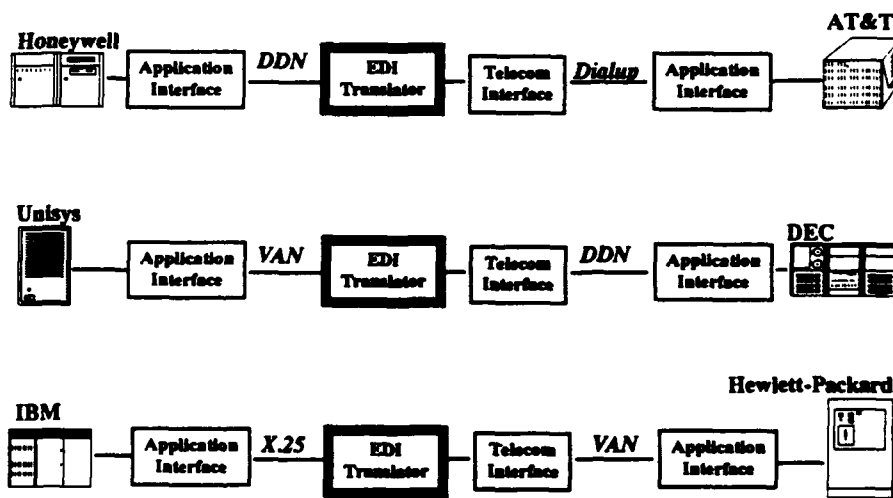 Honeywell
AT&T
Application
Interface
DDN
EDI
Translator
Telecom
Interface
Dialup
Application
Interface
Unisys
DEC
Application
Interface
VAN
EDI
Translator
Telecom
Interface
DDN
Application
Interface
IBM
Hewlett-Packard
Application
Interface
X.25
EDI
Translator
Telecom
Interface
VAN
Application
Interface